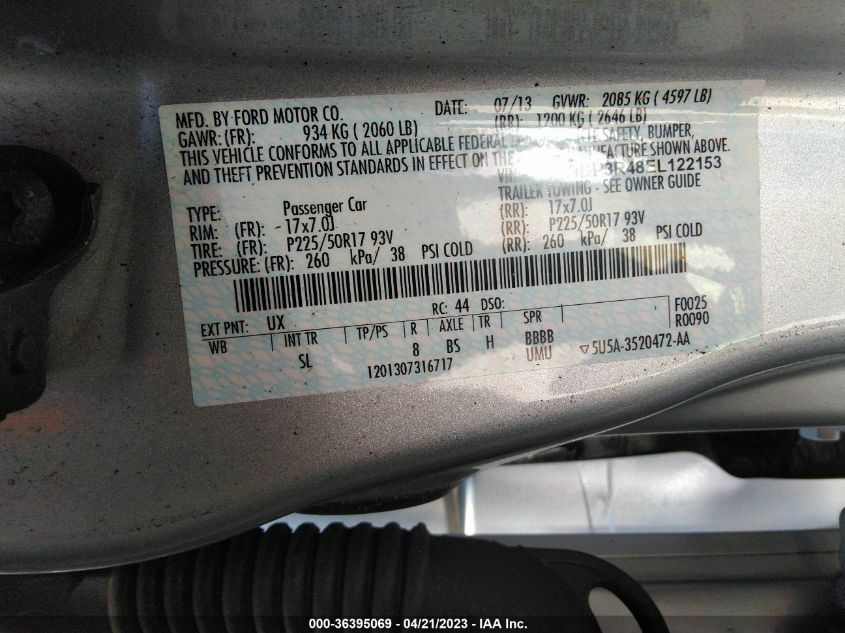 MFD. BY FORD MOTOR CO. DATE: 07/13 GVWR: 2085 KG ( 4597 LB)
GAWR: (FR): 934 KG ( 2060 LB) (RR): 1200 KG ( 2646 LB)
THIS VEHICLE CONFORMS TO ALL APPLICABLE FEDERAL SAFETY, BUMPER,
AND THEFT PREVENTION STANDARDS IN EFFECT ON THE OF MANUFACTURE SHOWN ABOVE.
TRAILER TOWING - SEE OWNER GUIDE
TYPE: Passenger Car
RIM: (FR): 17x7.0J (RR): 17x7.0J
TIRE: (FR): P225/50R17 93V (RR): P225/50R17 93V
PRESSURE: (FR): 260 kPa/ 38 PSI COLD (RR): 260 kPa/ 38 PSI COLD
EXT PNT: UX RC: 44 DSO: F0025
R0090
WB INT TR TP/PS R AXLE TR SPR
SL 8 BS H BBBB
UMU
1201307316717
5U5A-3520472-AA
000-36395069 - 04/21/2023 - IAA Inc.